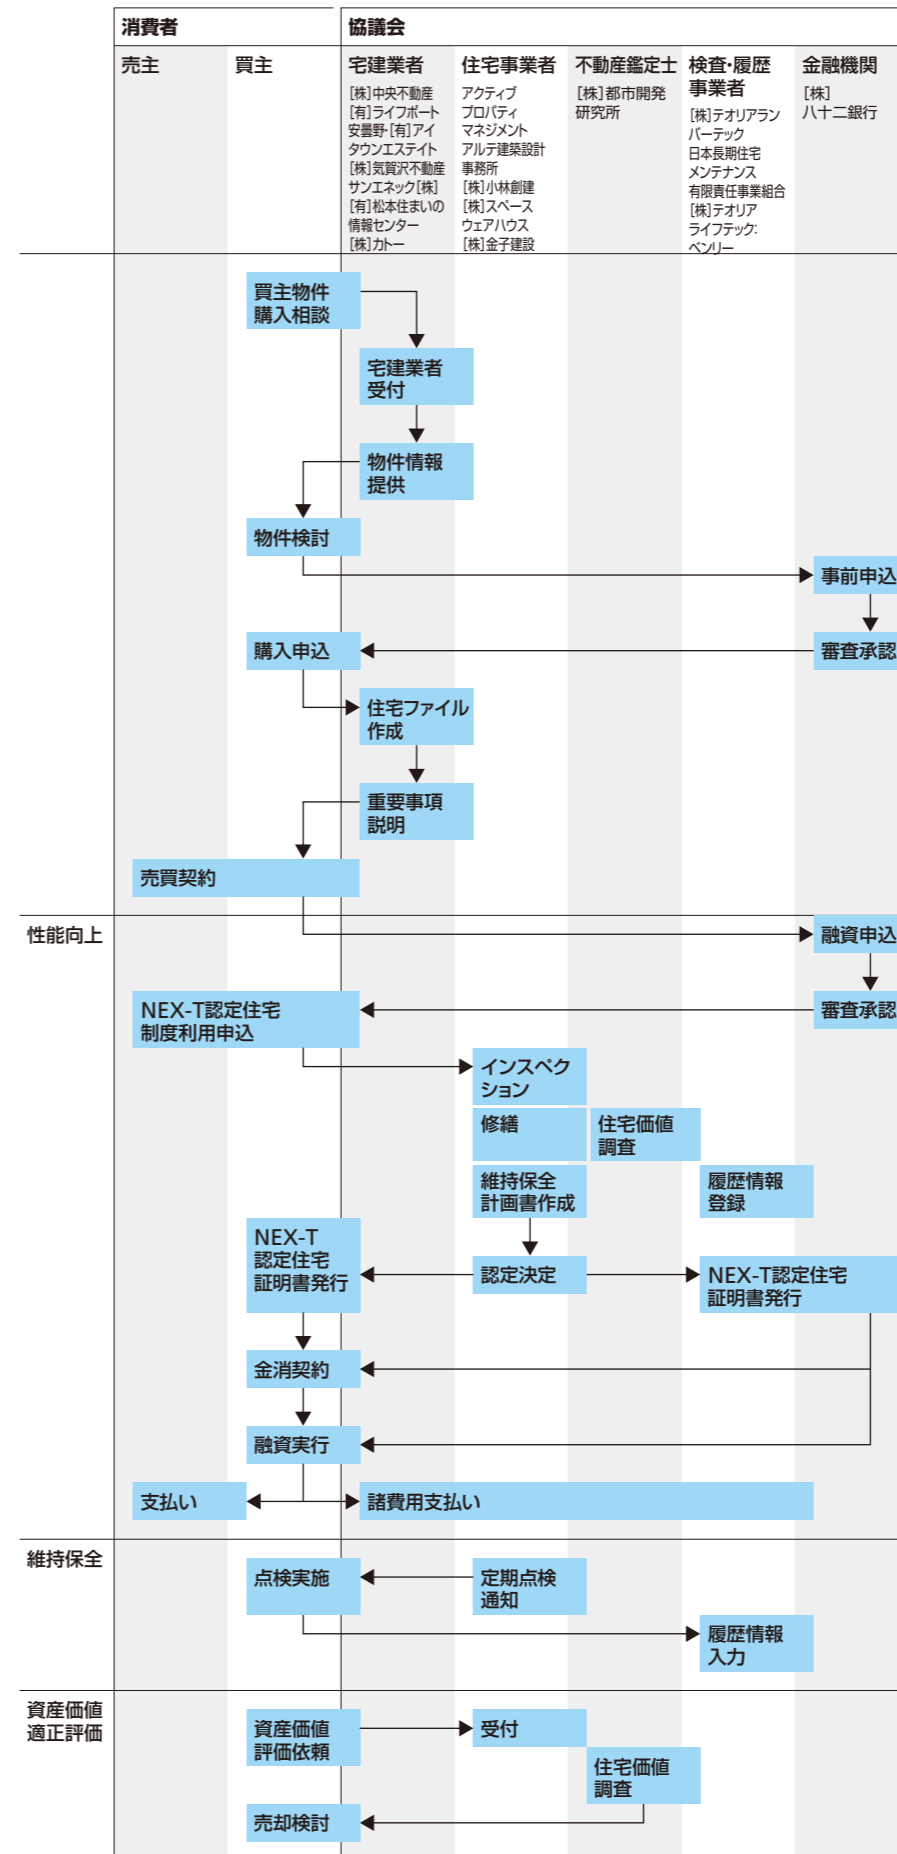 消費者
協議会
売主
買主
宅建業者
[株]中央不動産
[有]ライフポート
安曇野・[有]アイ
タウンエステイト
[株]気賀沢不動産
サンエネック[株]
[有]松本住まいの
情報センター
[株]カトー
住宅事業者
アクティブ
プロパティ
マネジメント
アルテ建築設計
事務所
[株]小林創建
[株]スペース
ウェアハウス
[株]金子建設
不動産鑑定士
[株]都市開発
研究所
検査・履歴
事業者
[株]テオリアラン
バーテック
日本長期住宅
メンテナンス
有限責任事業組合
[株]テオリア
ライフテック:
ベンリー
金融機関
[株]
八十二銀行
買主物件
購入相談
宅建業者
受付
物件情報
提供
物件検討
事前申込
購入申込
審査承認
住宅ファイル
作成
重要事項
説明
売買契約
性能向上
融資申込
NEX-T認定住宅
制度利用申込
審査承認
インスペク
ション
修繕
住宅価値
調査
維持保全
計画書作成
履歴情報
登録
NEX-T
認定住宅
証明書発行
認定決定
NEX-T認定住宅
証明書発行
金消契約
融資実行
支払い
諸費用支払い
維持保全
点検実施
定期点検
通知
履歴情報
入力
資産価値
適正評価
資産価値
評価依頼
受付
住宅価値
調査
売却検討